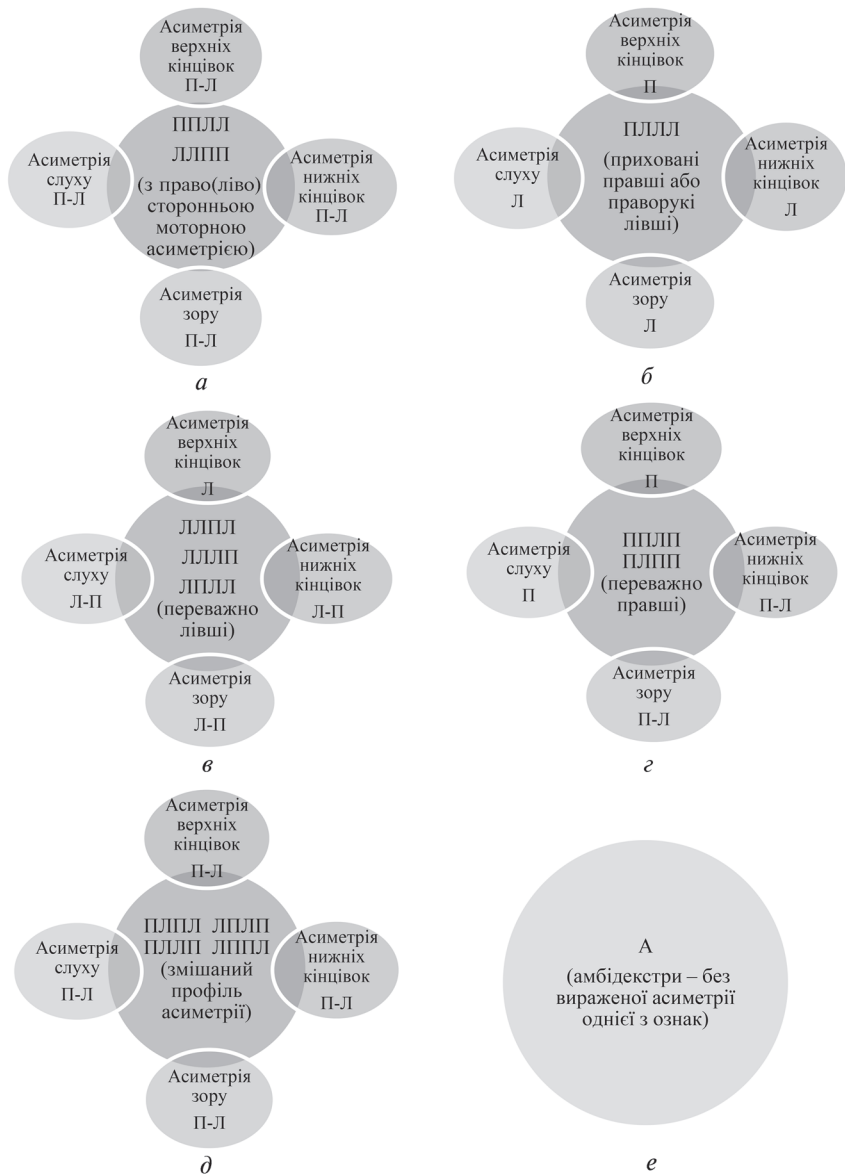 Асиметрія
верхніх
кінцівок
П-Л
Асиметрія
слуху
П-Л
ППЛЛ
ЛЛПП
(з право(ліво)
сторонньою
моторною
асиметрією)
Асиметрія
нижніх
кінцівок
П-Л
Асиметрія
зору
П-Л
а
Асиметрія
верхніх
кінцівок
П
Асиметрія
слуху
Л
ПЛЛЛ
(приховані
правші або
праворукі
лівші)
Асиметрія
нижніх
кінцівок
Л
Асиметрія
зору
Л
б
Асиметрія
верхніх
кінцівок
Л
Асиметрія
слуху
Л-П
ЛЛПЛ
ЛЛЛП
ЛПЛЛ
(переважно
лівші)
Асиметрія
нижніх
кінцівок
Л-П
Асиметрія
зору
Л-П
в
Асиметрія
верхніх
кінцівок
П
Асиметрія
слуху
П
ППЛП
ПЛПП
(переважно
правші)
Асиметрія
нижніх
кінцівок
П-Л
Асиметрія
зору
П-Л
г
Асиметрія
верхніх
кінцівок
П-Л
Асиметрія
слуху
П-Л
ПЛПЛ ЛПЛП
ПЛЛП ЛППЛ
(змішаний
профіль
асиметрії)
Асиметрія
нижніх
кінцівок
П-Л
Асиметрія
зору
П-Л
д
А
(амбідекстри – без
вираженої асиметрії
однієї з ознак)
е